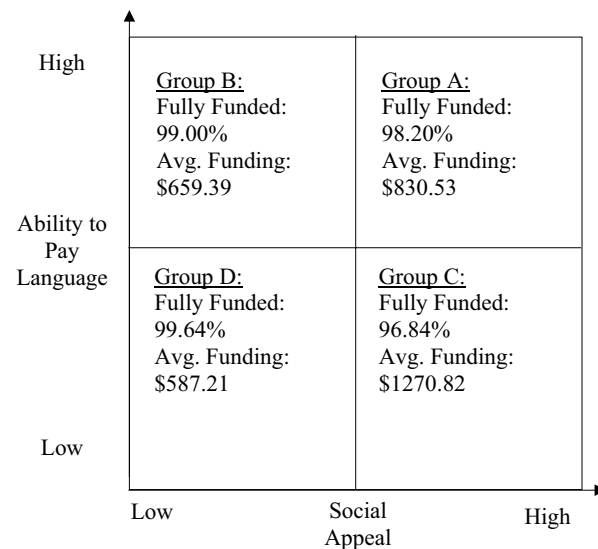 High
Group B:
Fully Funded:
99.00%
Avg. Funding:
$659.39
Group A:
Fully Funded:
98.20%
Avg. Funding:
$830.53
Ability to
Pay
Language
Group D:
Fully Funded:
99.64%
Avg. Funding:
$587.21
Group C:
Fully Funded:
96.84%
Avg. Funding:
$1270.82
Low
Low
Social
Appeal
High